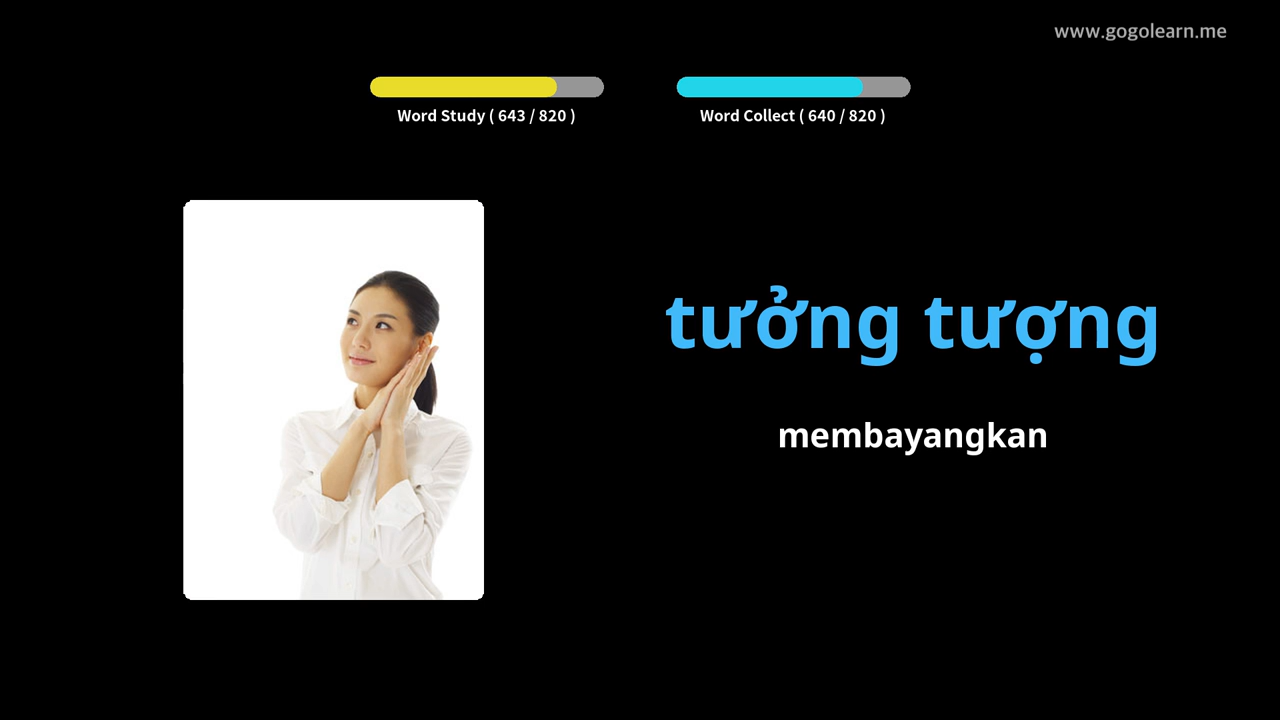 www.gogolearn.me
Word Study ( 643 / 820 )
Word Collect ( 640 / 820 )
tưởng tượng
membayangkan